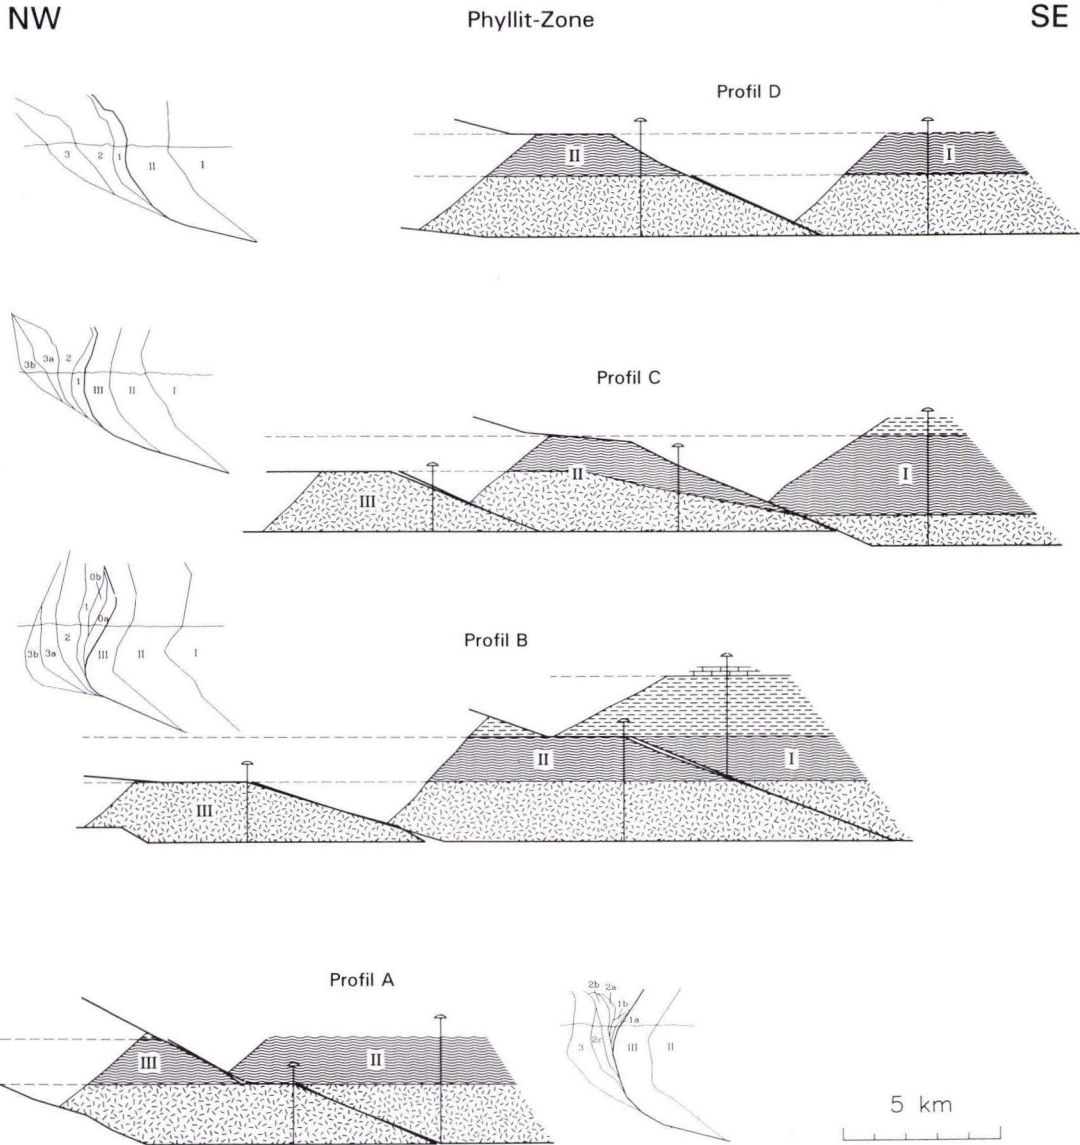 NW Phyllit-Zone SE
Profil D
3 2 1 II I
II I
Profil C
3b 3a 2 1 III II I
III II I
0b
1 0a
2
3b 3a III II I
Profil B
II I
III
Profil A
2b 2a
1b
1a
3 2c III II
III II
5 km